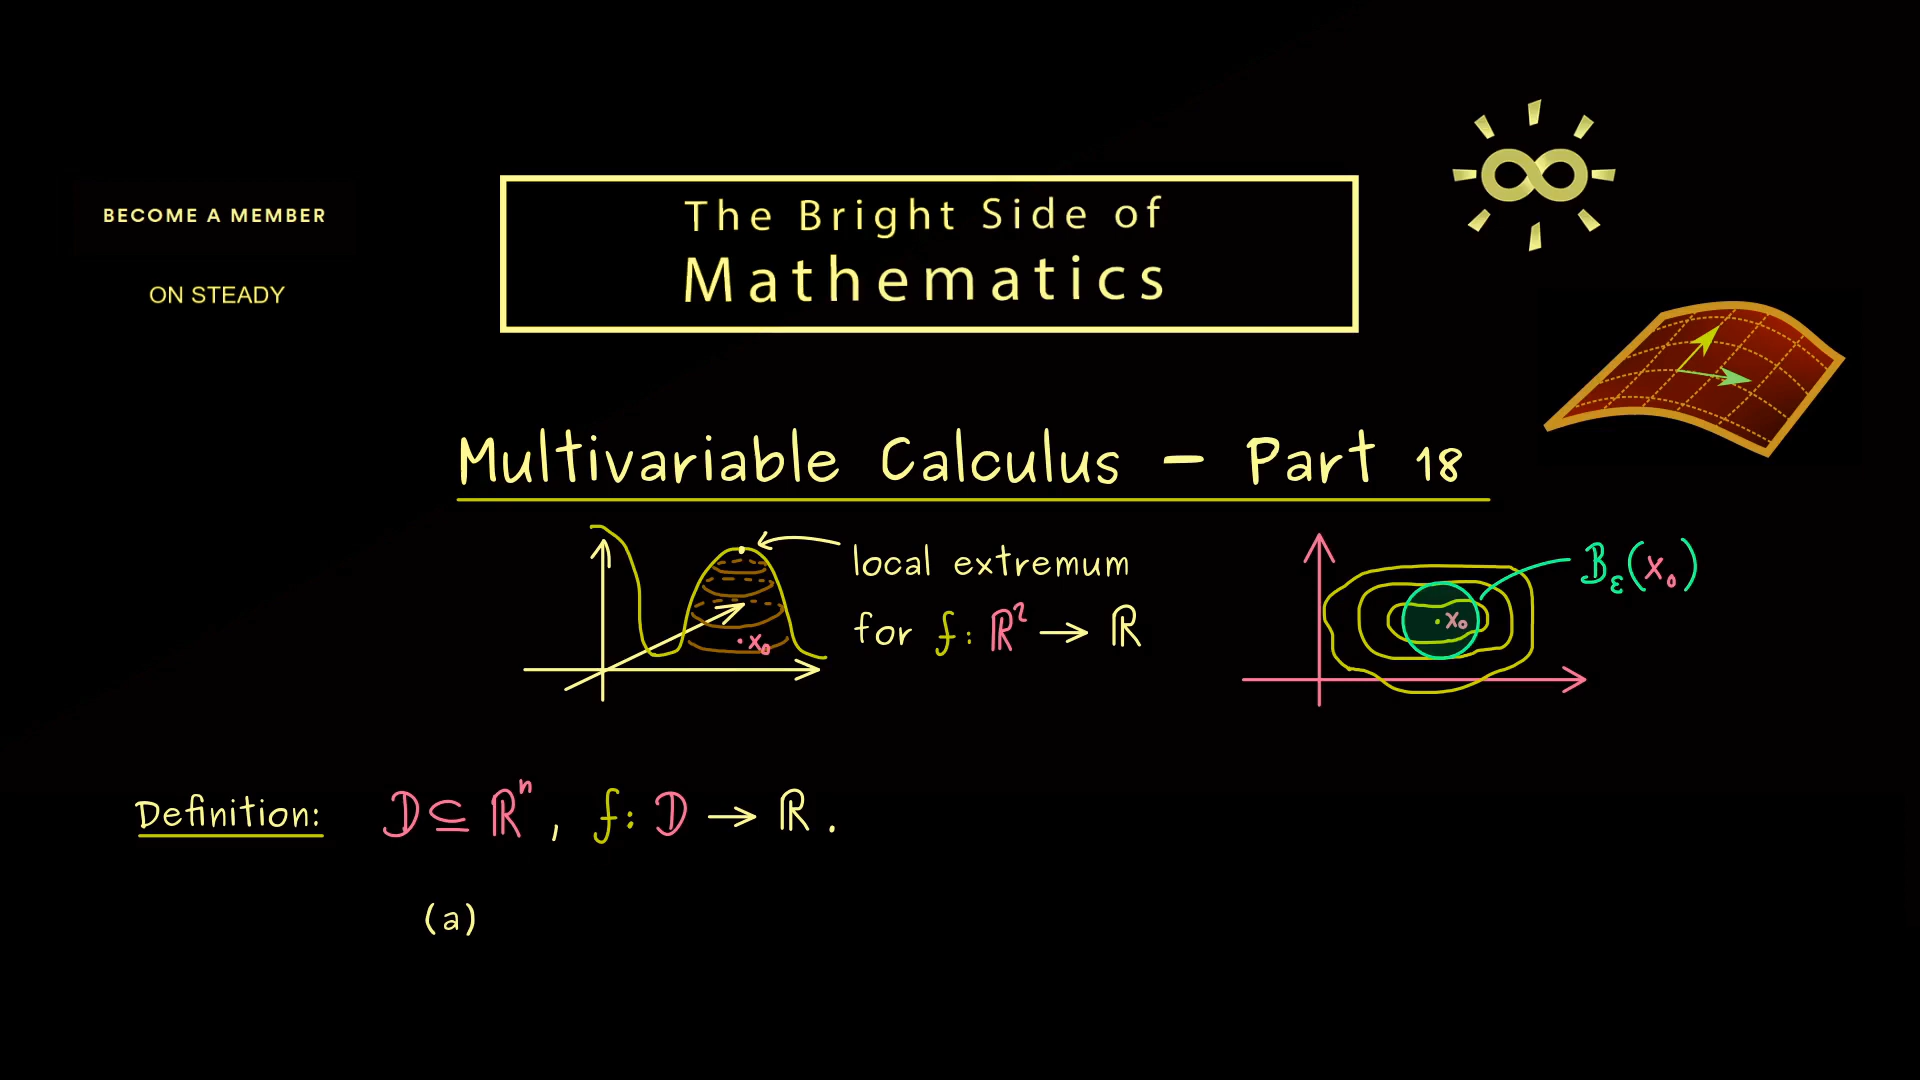 BECOME A MEMBER
ON STEADY
The Bright Side of
Mathematics
Multivariable Calculus – Part 18
local extremum
for f: ℝ² → ℝ
x₀
x₀
B_ε(x₀)
Definition: D ⊆ ℝⁿ, f: D → ℝ.
(a)